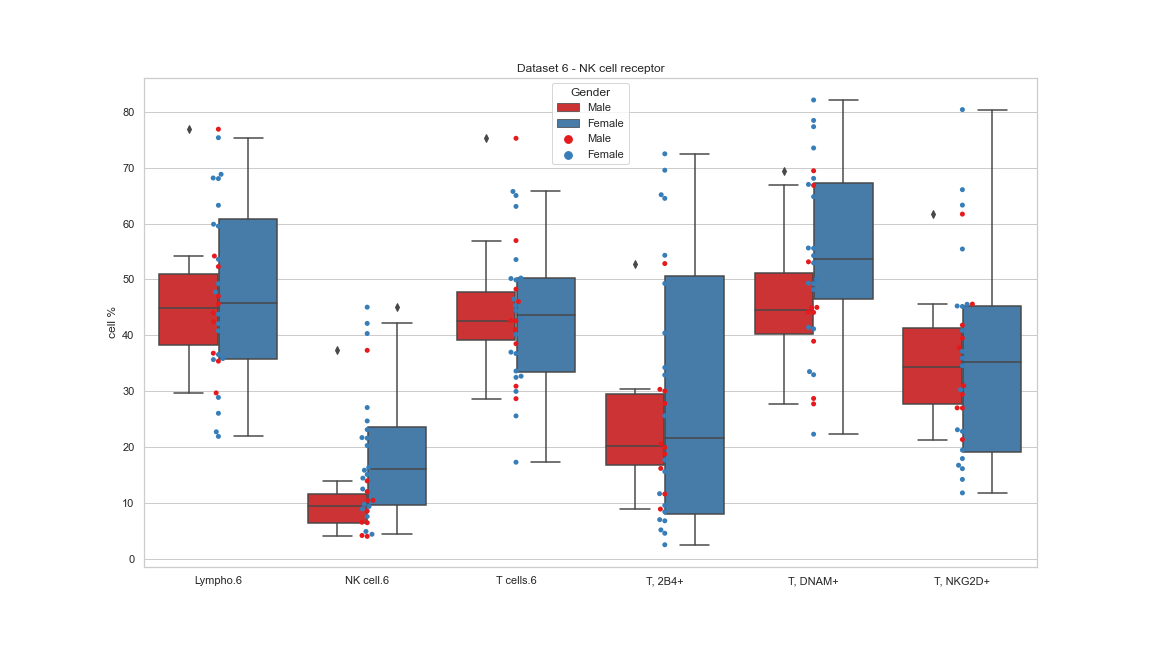 Dataset 6 - NK cell receptor
Gender
Male
Female
Male
Female
cell %
80
70
60
50
40
30
20
10
0
Lympho.6 NK cell.6 T cells.6 T, 2B4+ T, DNAM+ T, NKG2D+